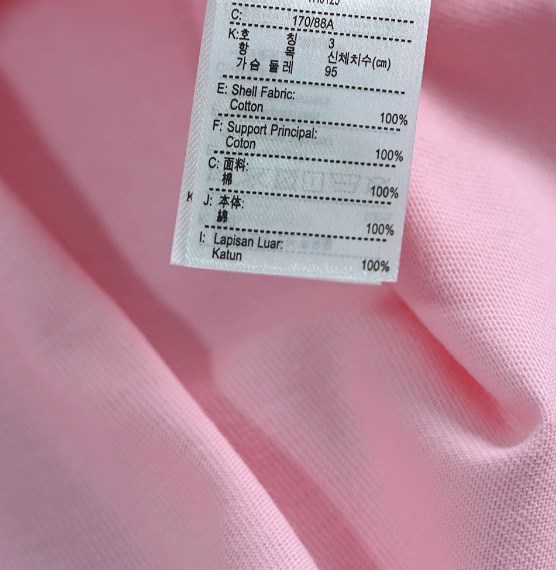 C: 170/88A
K: 호 칭 3
항 목 신체치수(cm)
가슴 둘레 95
E: Shell Fabric:
Cotton 100%
F: Support Principal:
Coton 100%
C: 面料:
棉 100%
J: 本体:
綿 100%
I: Lapisan Luar:
Katun 100%
K